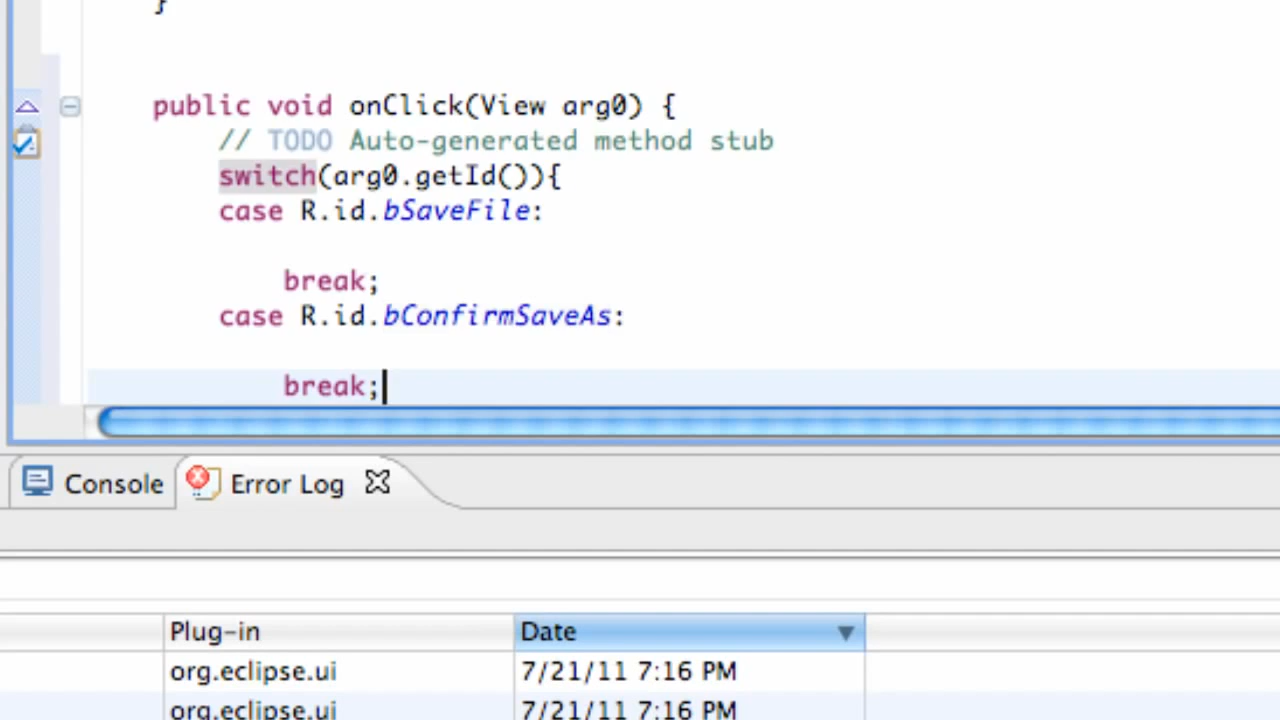 }
public void onClick(View arg0) {
// TODO Auto-generated method stub
switch(arg0.getId()){
case R.id.bSaveFile:
break;
case R.id.bConfirmSaveAs:
break;
Console Error Log
Plug-in Date
org.eclipse.ui 7/21/11 7:16 PM
org.eclipse.ui 7/21/11 7:16 PM